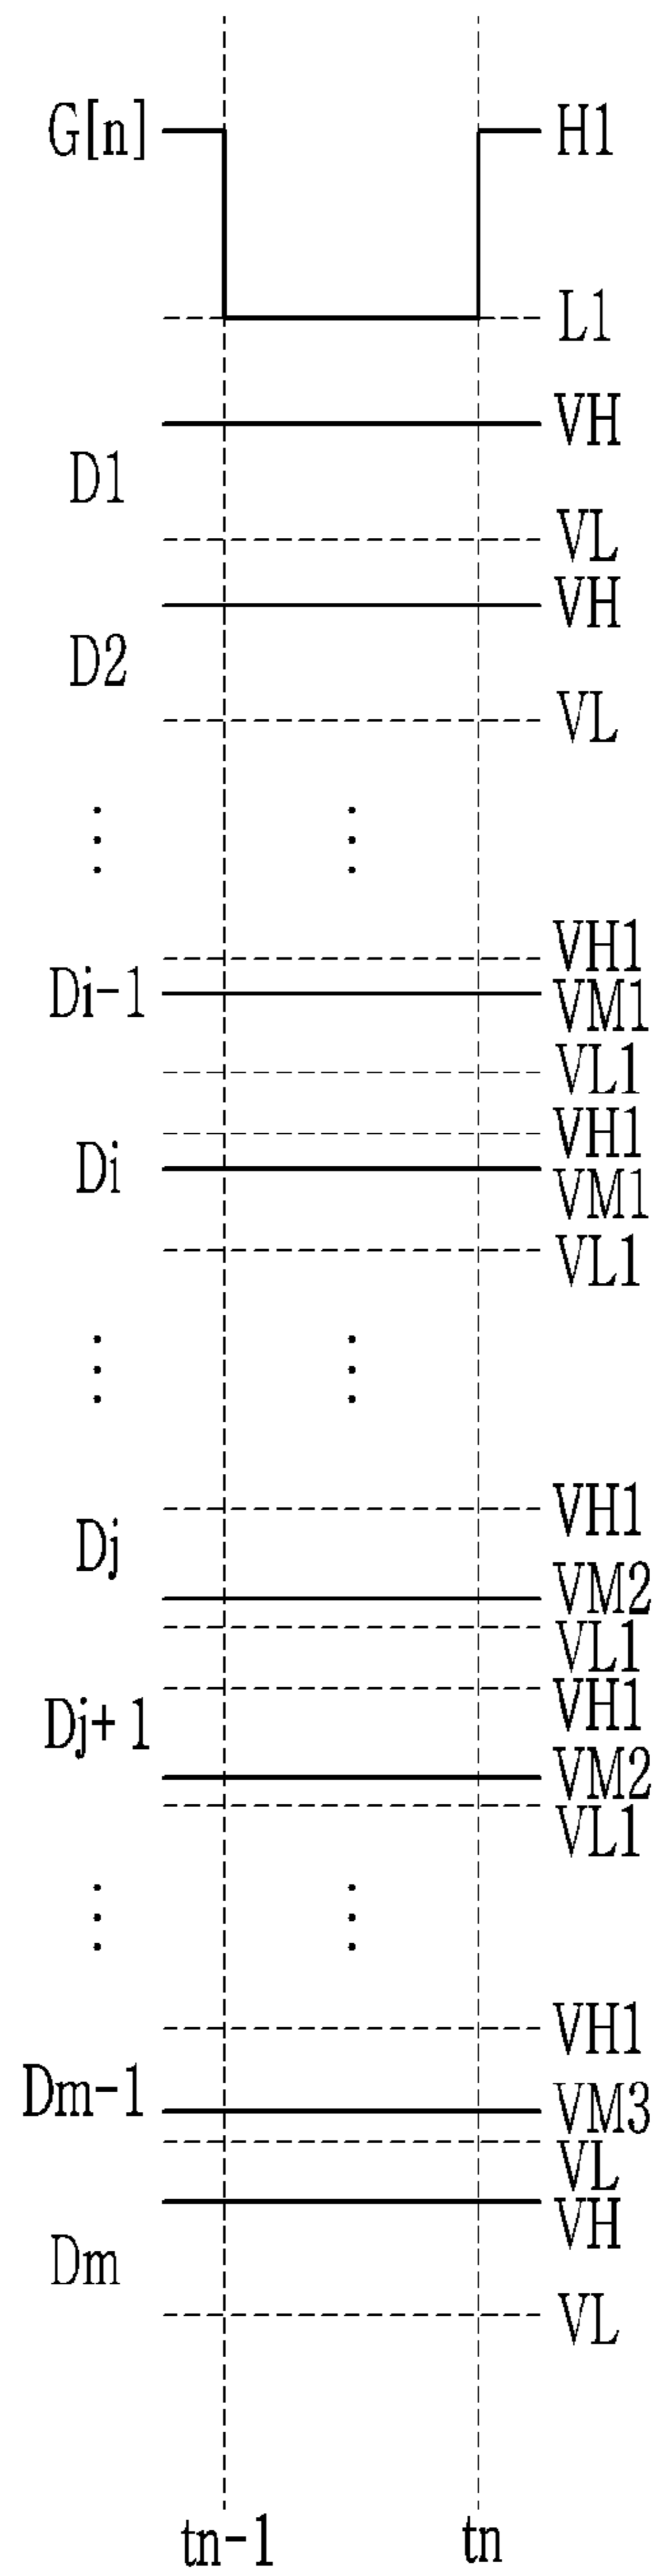 G[n] H1
L1
VH
D1
VL
VH
D2
VL
VH1
Di-1
VM1
VL1
VH1
Di
VM1
VL1
VH1
Dj
VM2
VL1
VH1
Dj+1
VM2
VL1
VH1
Dm-1
VM3
VL
VH
Dm
VL
tn-1 tn